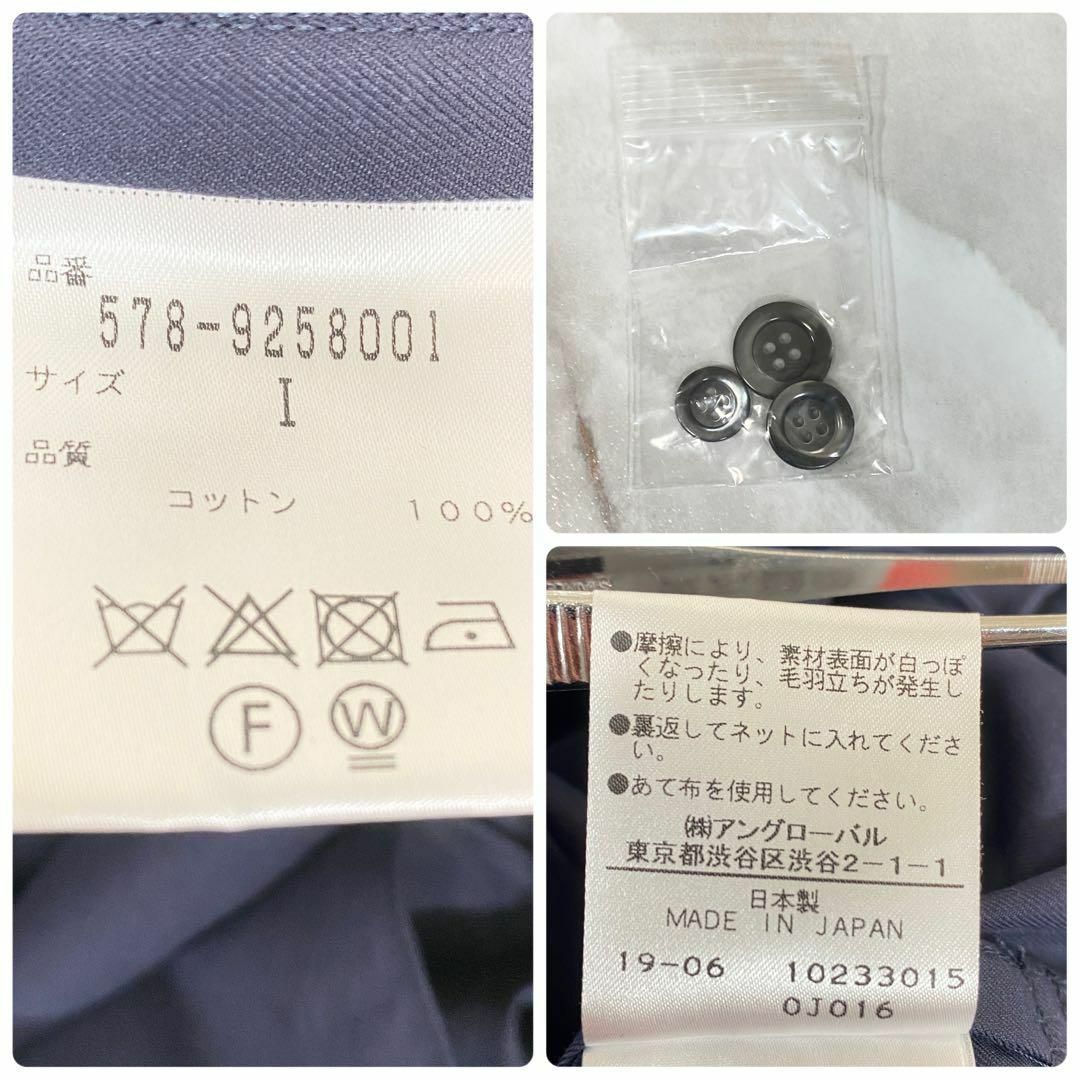 品番
578-9258001
サイズ I
品質
コットン 100%
F W
●摩擦により、素材表面が白っぽ
くなったり、毛羽立ちが発生し
たりします。
●裏返してネットに入れてくださ
い。
●あて布を使用してください。
㈱アングローバル
東京都渋谷区渋谷2-1-1
日本製
MADE IN JAPAN
19-06 10233015
0J016